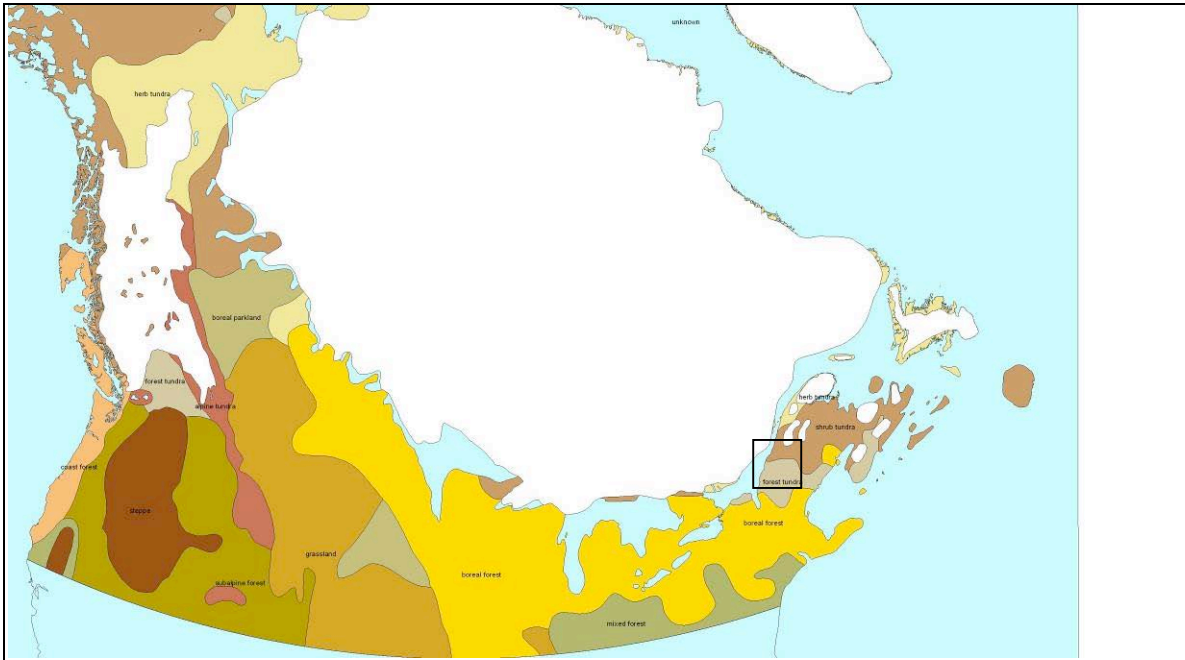 unknown
herb tundra
boreal parkland
forest tundra
alpine tundra
herb tundra
shrub tundra
coast forest
forest tundra
steppe
boreal forest
grassland
boreal forest
subalpine forest
mixed forest